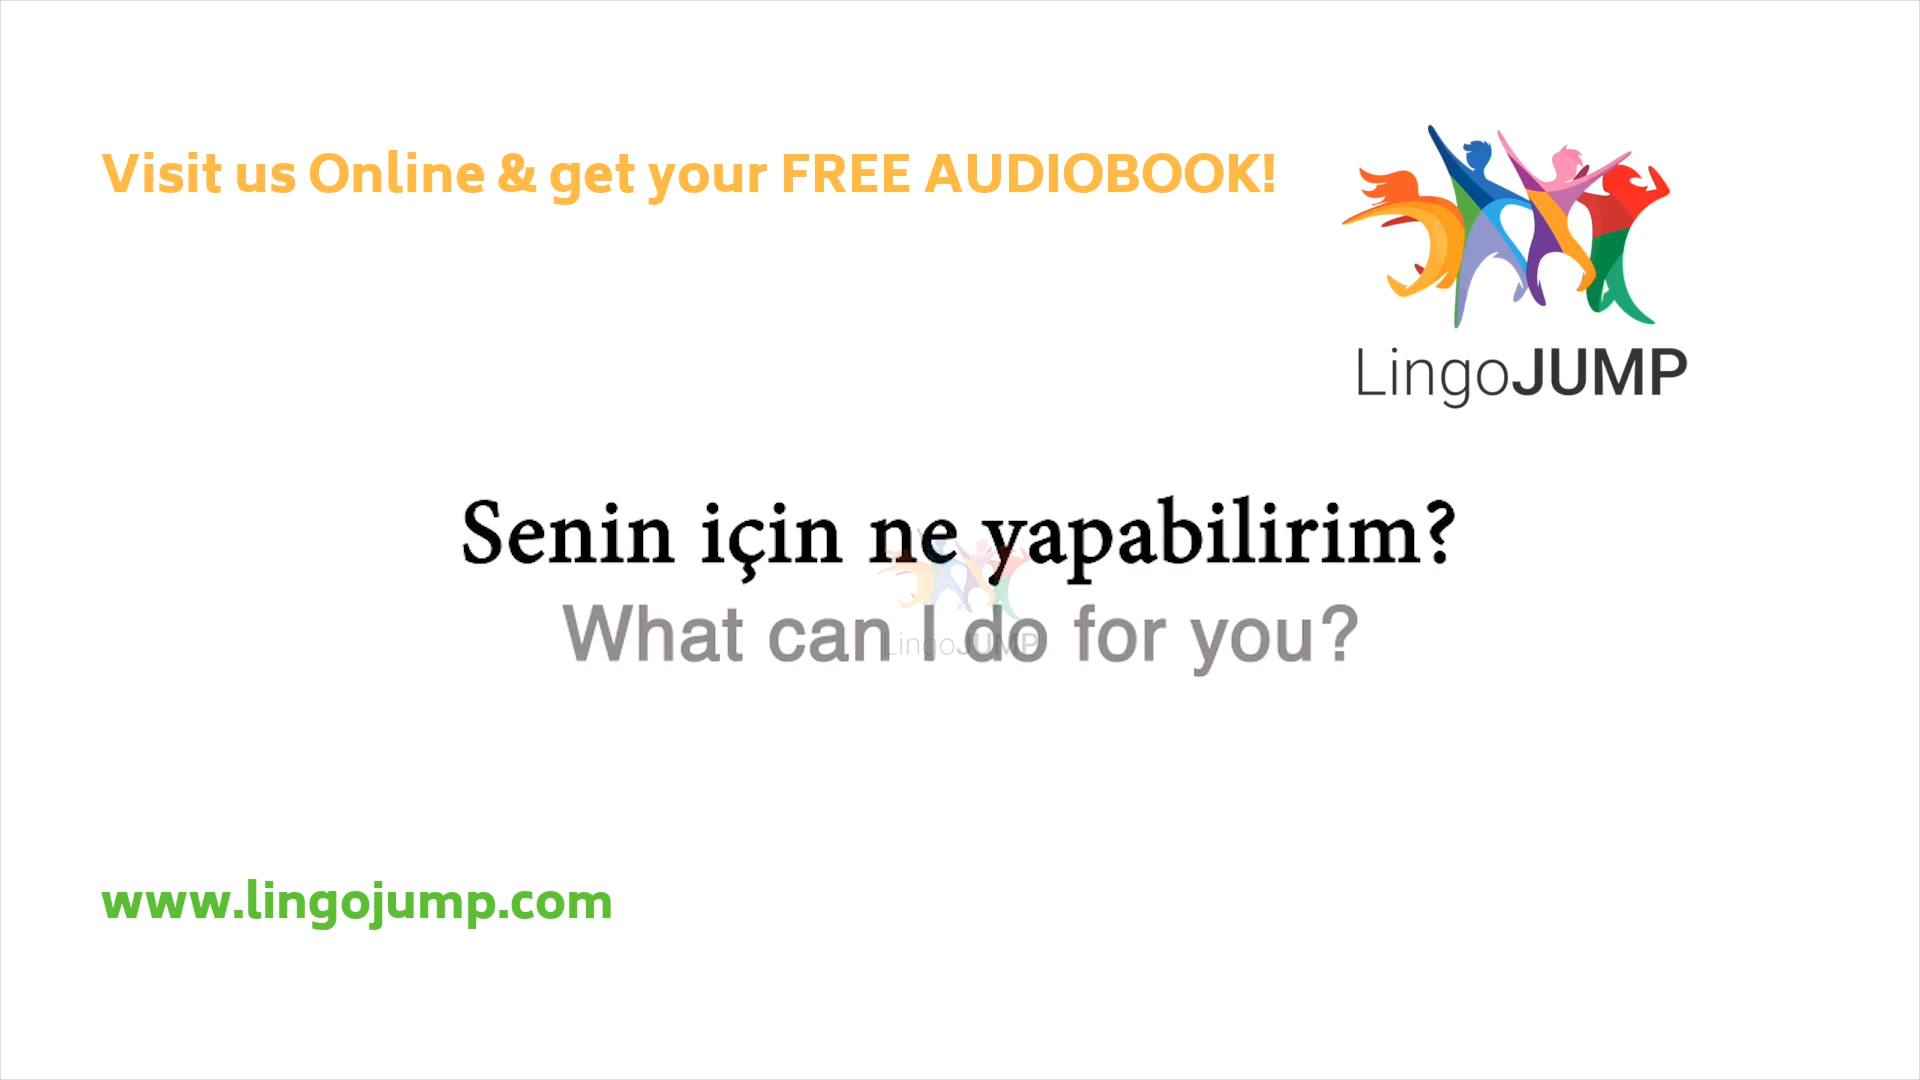 Visit us Online & get your FREE AUDIOBOOK!
LingoJUMP
Senin için ne yapabilirim?
What can I do for you?
LingoJUMP
www.lingojump.com